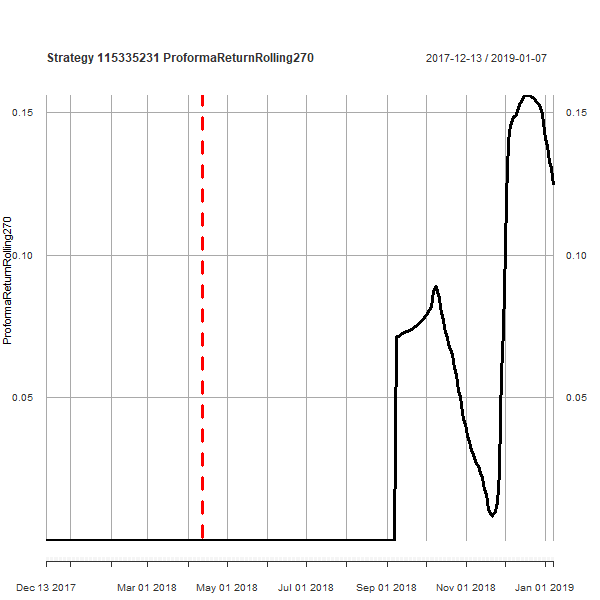 Strategy 115335231 ProformaReturnRolling270
2017-12-13 / 2019-01-07
ProformaReturnRolling270
0.15
0.15
0.10
0.10
0.05
0.05
Dec 13 2017
Mar 01 2018
May 01 2018
Jul 01 2018
Sep 01 2018
Nov 01 2018
Jan 01 2019